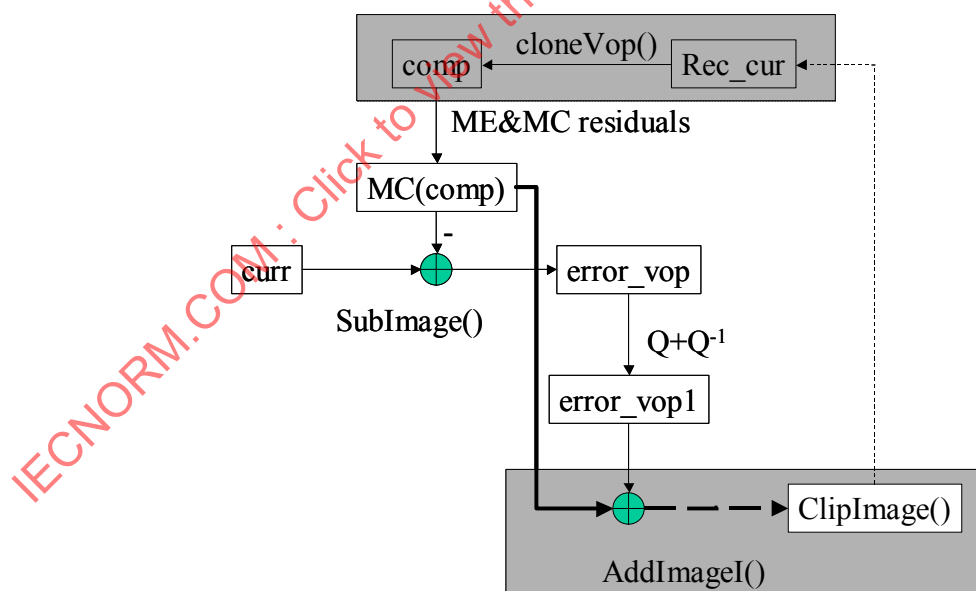 cloneVop()
comp
Rec_cur
ME&MC residuals
MC(comp)
-
curr
error_vop
SubImage()
Q+Q-1
error_vop1
ClipImage()
AddImageI()
IECNORM.COM : Click to view th